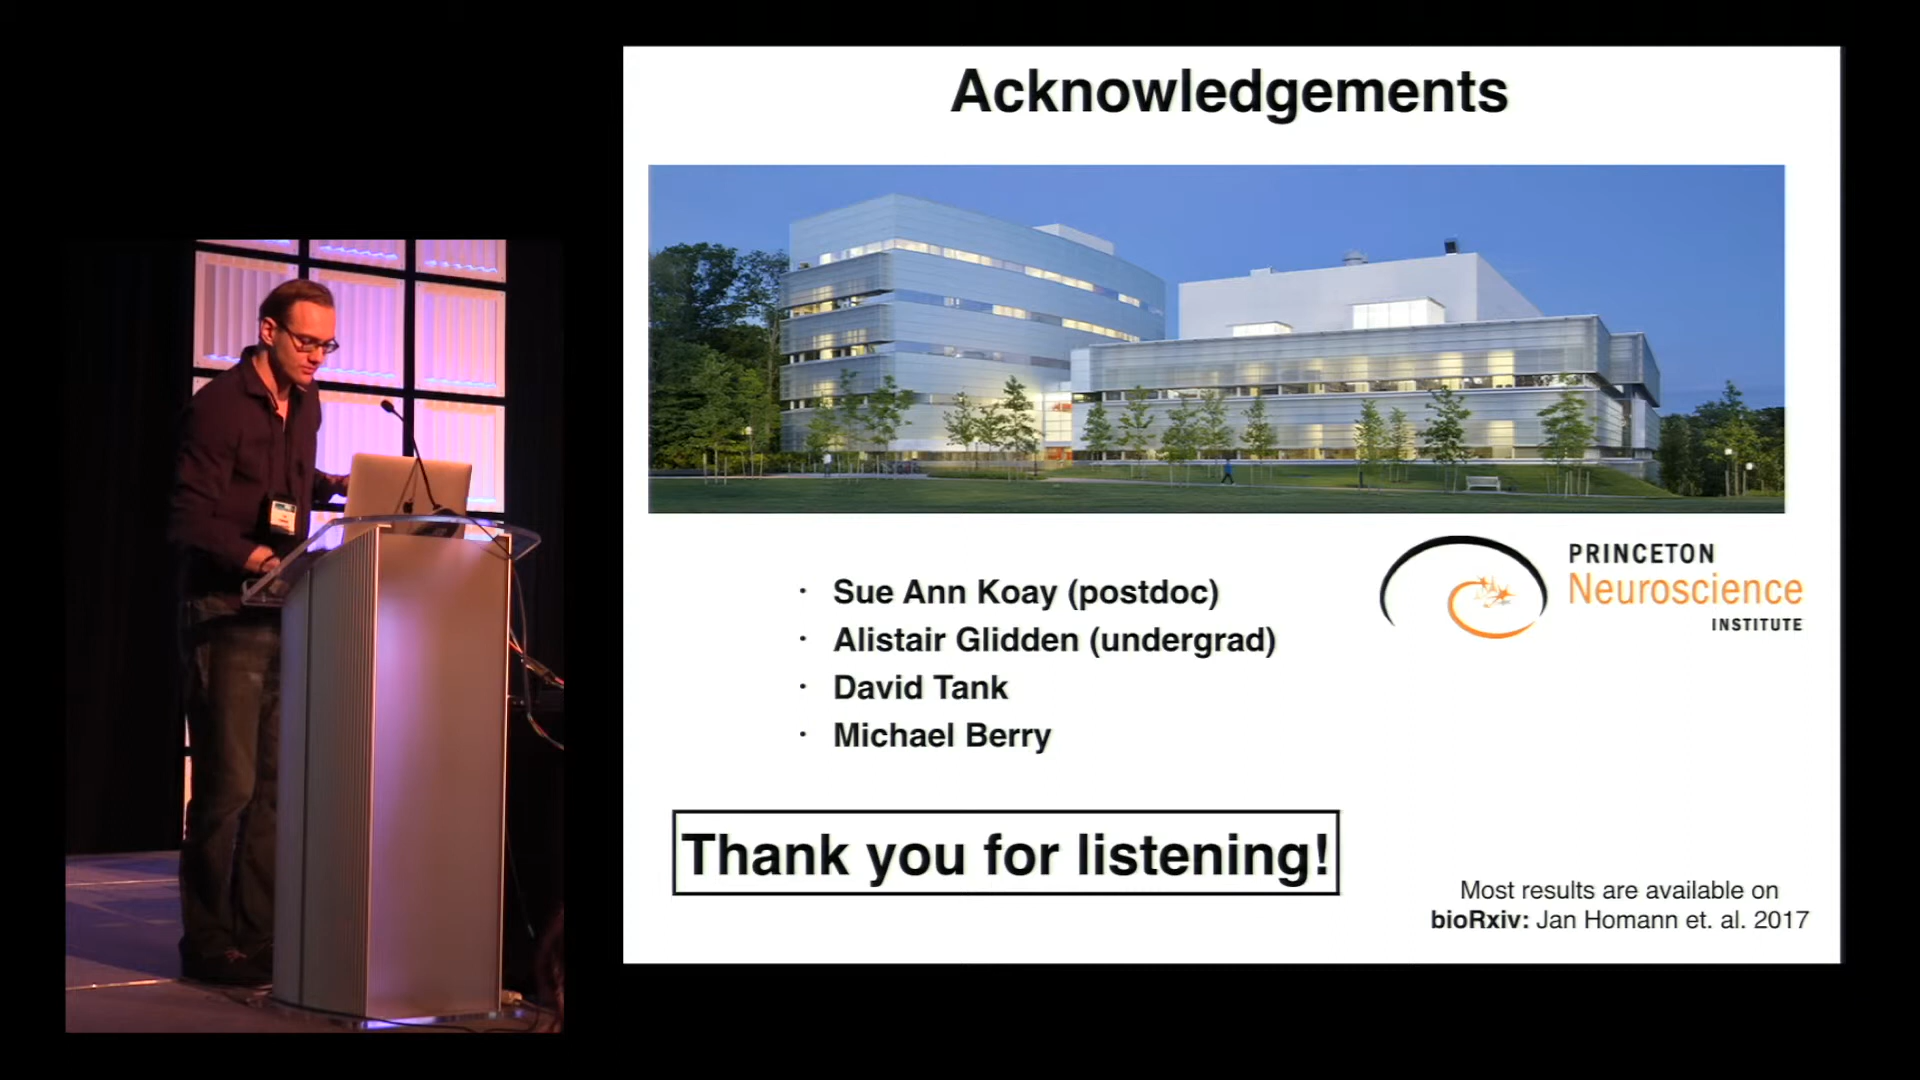 Acknowledgements
· Sue Ann Koay (postdoc)
· Alistair Glidden (undergrad)
· David Tank
· Michael Berry
PRINCETON
Neuroscience
INSTITUTE
Thank you for listening!
Most results are available on
bioRxiv: Jan Homann et. al. 2017